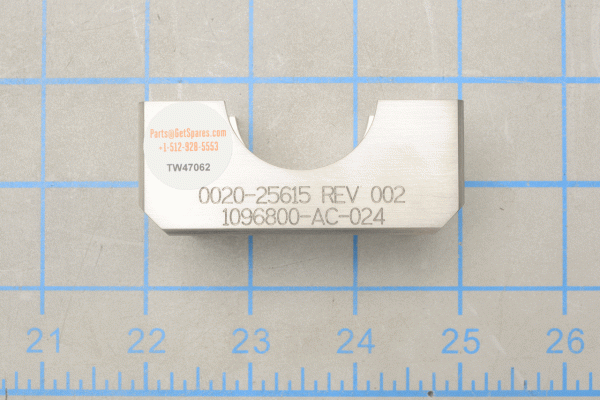 Parts@GetSpares.com
+1-512-926-5553
TW47062
0020-25615 REV 002
1096800-AC-024
21 22 23 24 25 26